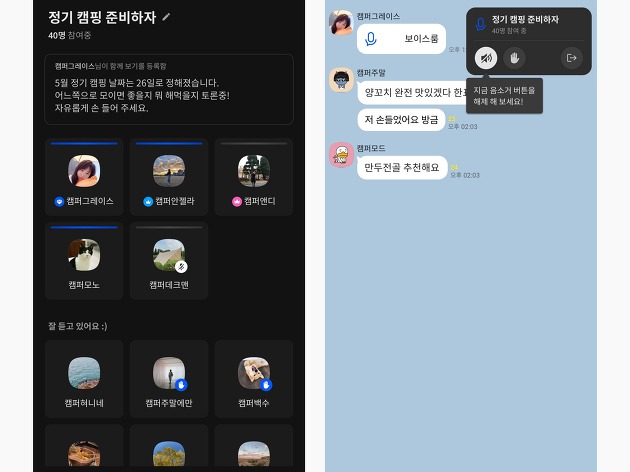 정기 캠핑 준비하자
40명 참여중
캠퍼그레이스님이 함께 보기를 등록함
5월 정기 캠핑 날짜는 26일로 정해졌습니다.
어느쪽으로 모이면 좋을지 뭐 해먹을지 토론중!
자유롭게 손 들어 주세요.
캠퍼그레이스
캠퍼안젤라
캠퍼앤디
캠퍼모노
캠퍼데크맨
잘 듣고 있어요 :)
캠퍼허니네
캠퍼주말에만
캠퍼백수
캠퍼그레이스
보이스룸
오후
캠퍼주말
양꼬치 완전 맛있겠다
저 손들었어요 방금
오후 02:03
캠퍼모드
만두전골 추천해요
24
오후 02:03
정기 캠핑 준비하자
40명 참여 중
지금 음소거 버튼을
해제 해 보세요!